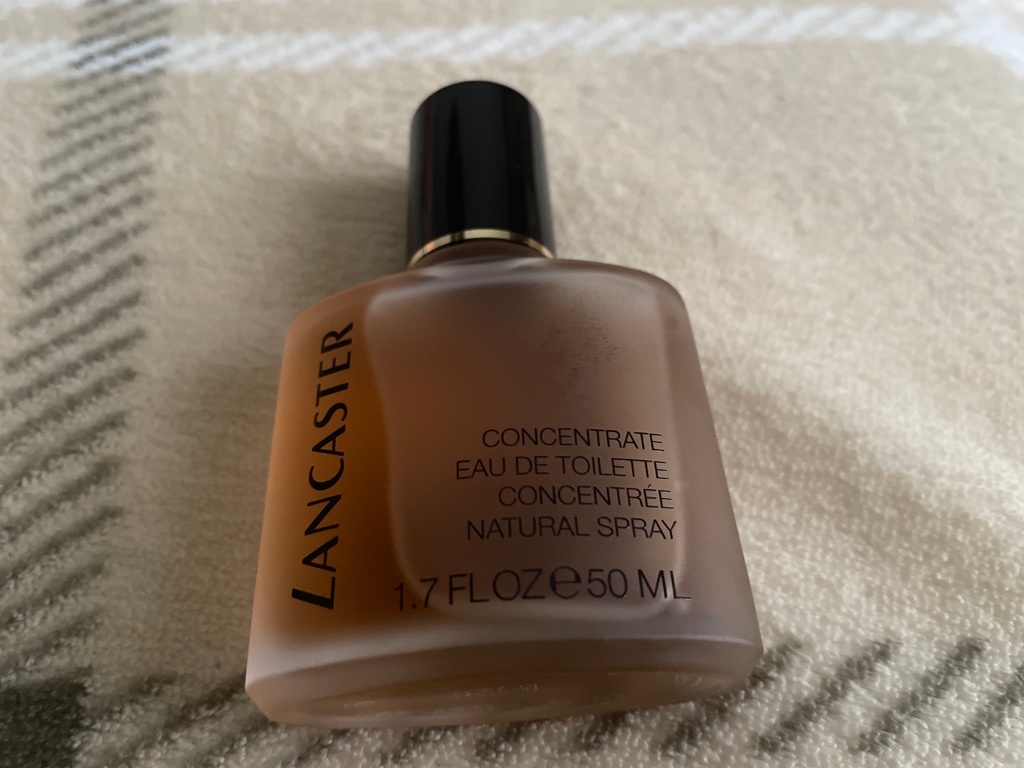 LANCASTER
CONCENTRATE
EAU DE TOILETTE
CONCENTRÉE
NATURAL SPRAY
1.7 FL OZ e 50 ML